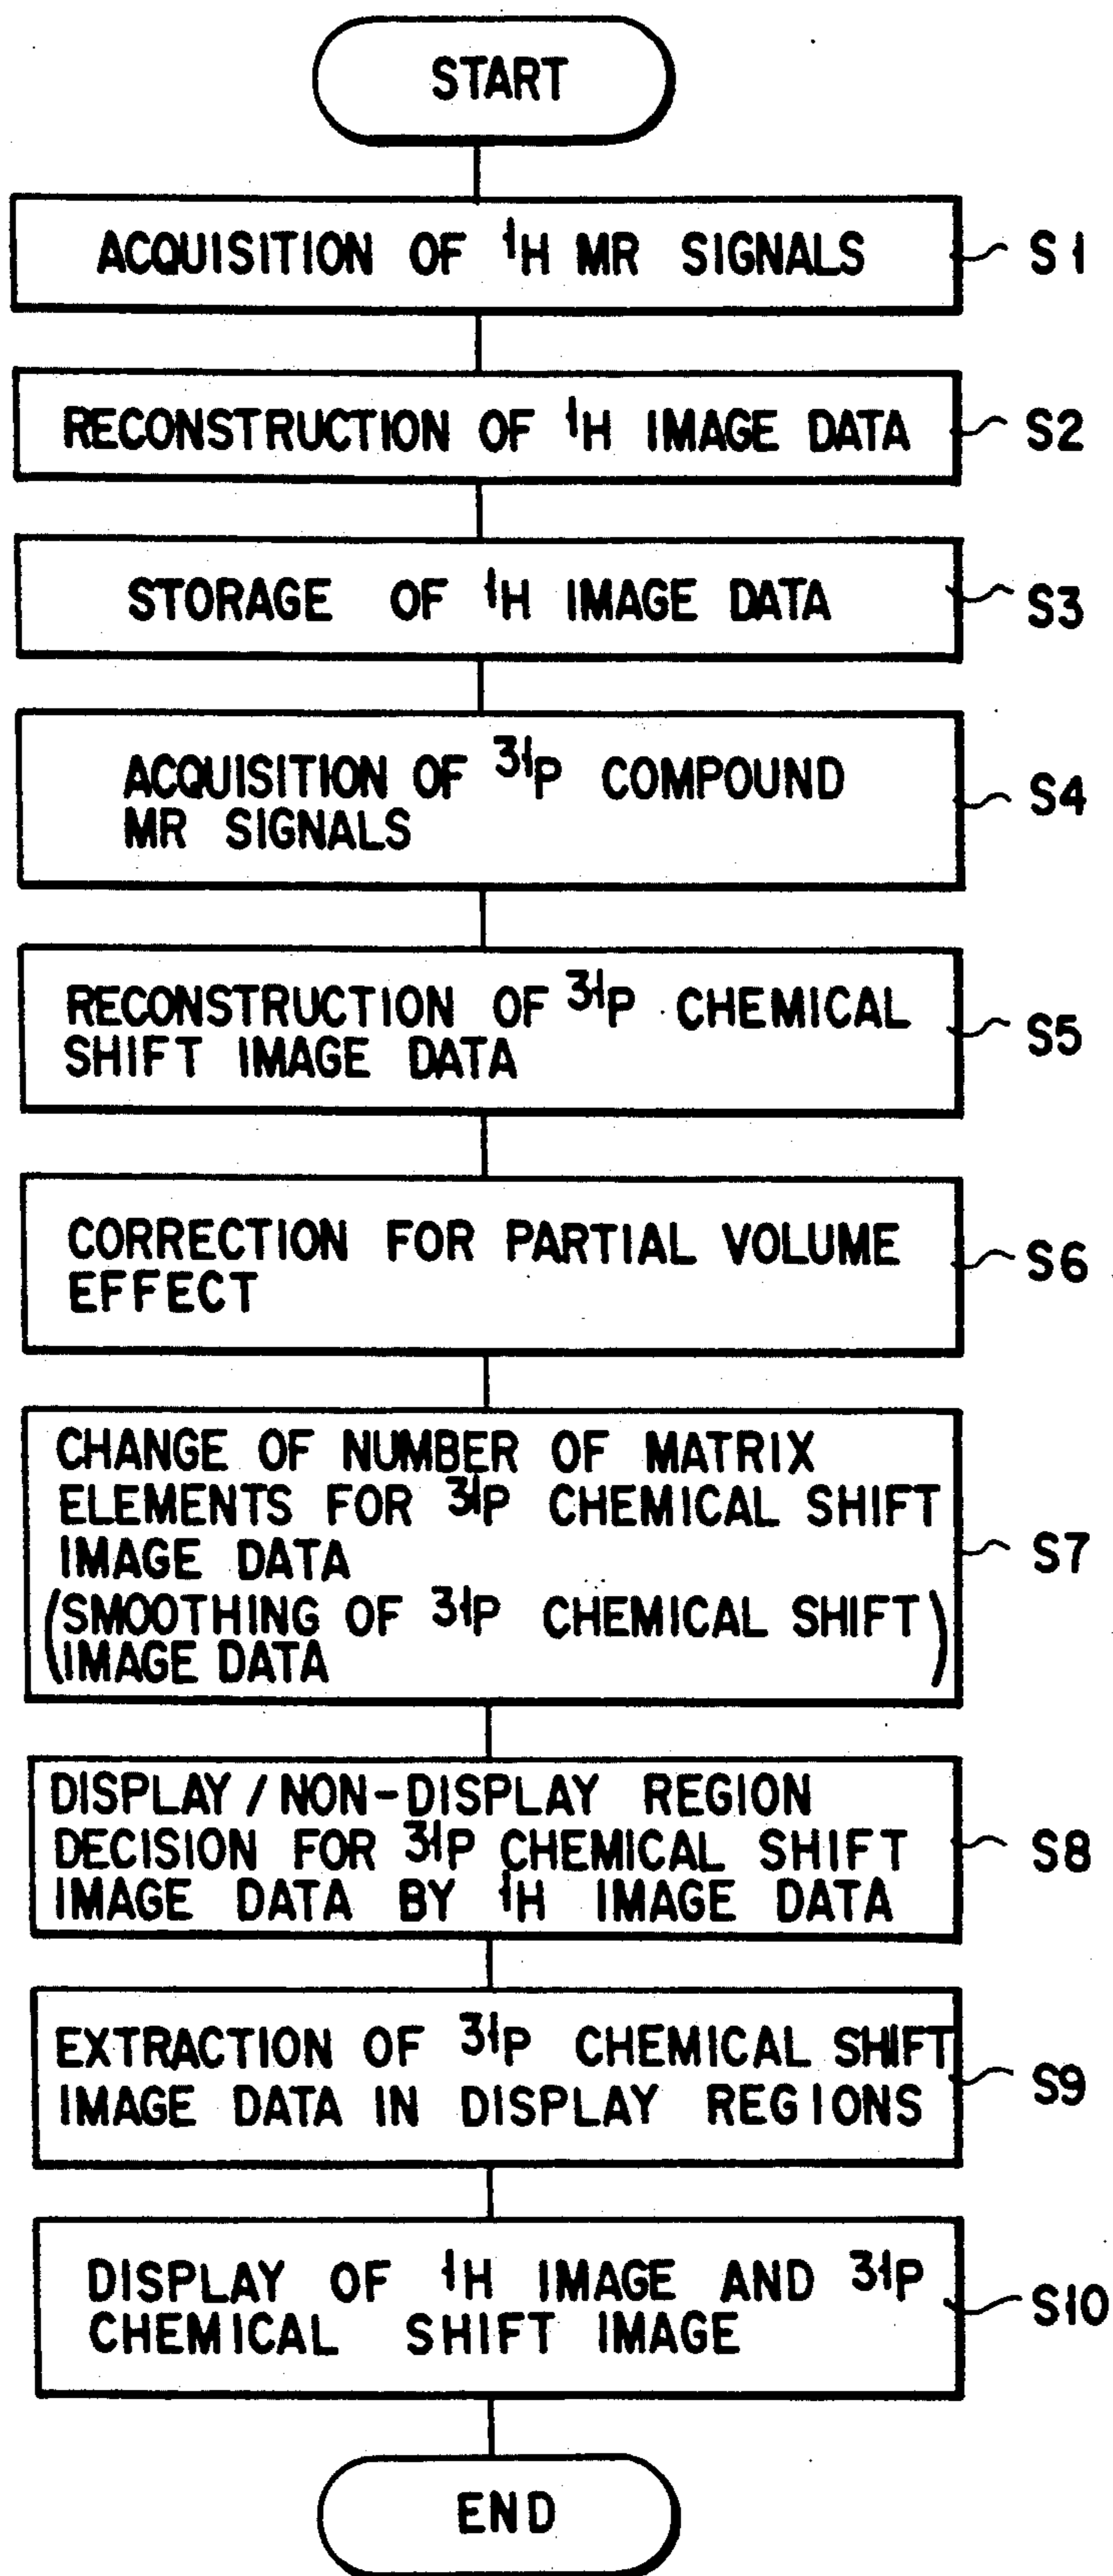 START
ACQUISITION OF ¹H MR SIGNALS
S1
RECONSTRUCTION OF ¹H IMAGE DATA
S2
STORAGE OF ¹H IMAGE DATA
S3
ACQUISITION OF ³¹P COMPOUND
MR SIGNALS
S4
RECONSTRUCTION OF ³¹P CHEMICAL
SHIFT IMAGE DATA
S5
CORRECTION FOR PARTIAL VOLUME
EFFECT
S6
CHANGE OF NUMBER OF MATRIX
ELEMENTS FOR ³¹P CHEMICAL SHIFT
IMAGE DATA
(SMOOTHING OF ³¹P CHEMICAL SHIFT
IMAGE DATA)
S7
DISPLAY/NON-DISPLAY REGION
DECISION FOR ³¹P CHEMICAL SHIFT
IMAGE DATA BY ¹H IMAGE DATA
S8
EXTRACTION OF ³¹P CHEMICAL SHIFT
IMAGE DATA IN DISPLAY REGIONS
S9
DISPLAY OF ¹H IMAGE AND ³¹P
CHEMICAL SHIFT IMAGE
S10
END